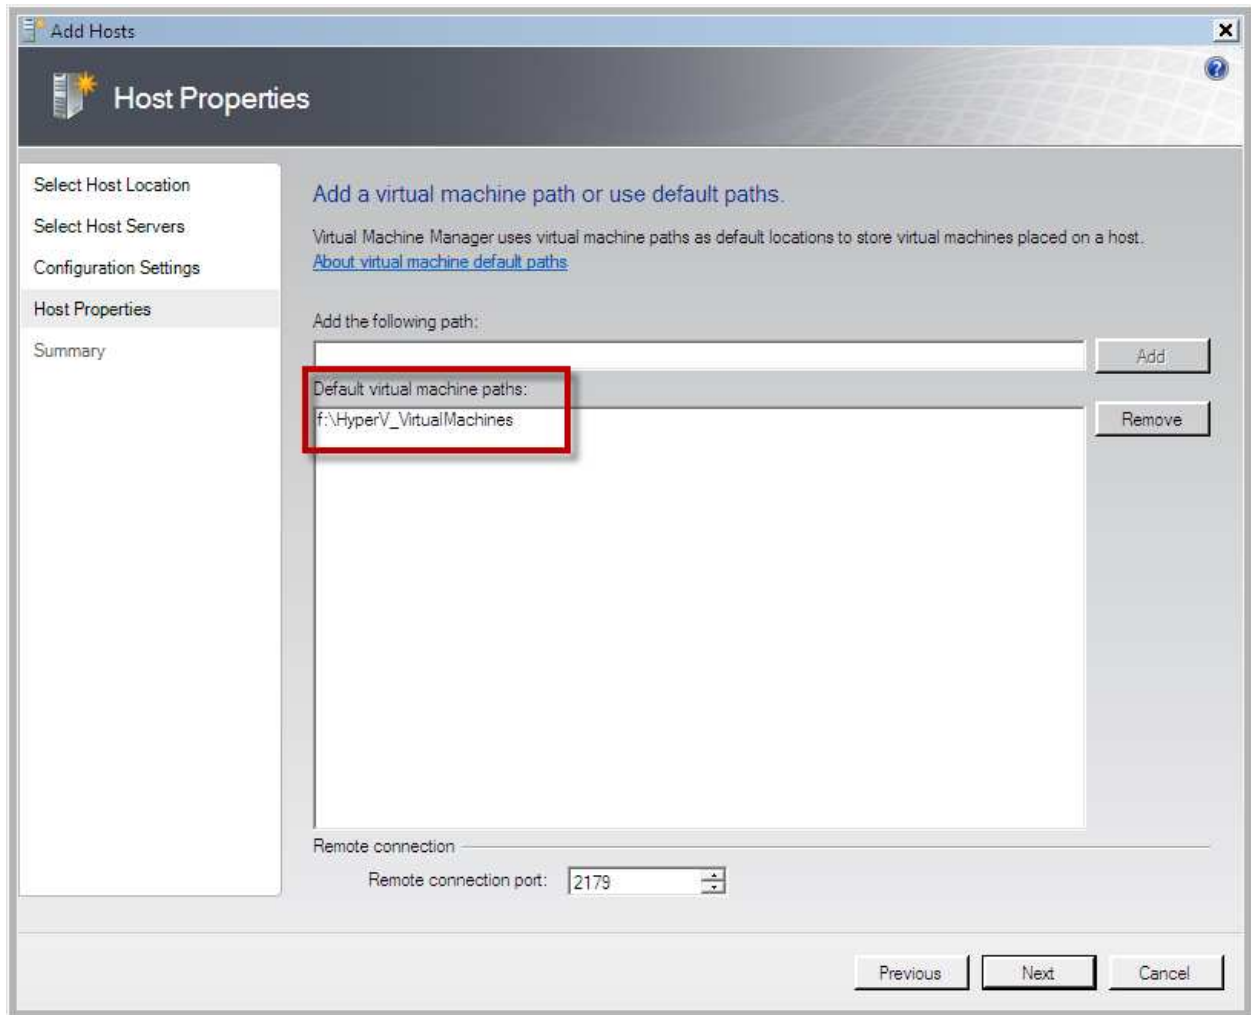 Add Hosts
Host Properties
Select Host Location
Select Host Servers
Configuration Settings
Host Properties
Summary
Add a virtual machine path or use default paths.
Virtual Machine Manager uses virtual machine paths as default locations to store virtual machines placed on a host.
About virtual machine default paths
Add the following path:
Add
Default virtual machine paths:
f:\HyperV_VirtualMachines
Remove
Remote connection
Remote connection port: 2179
Previous Next Cancel